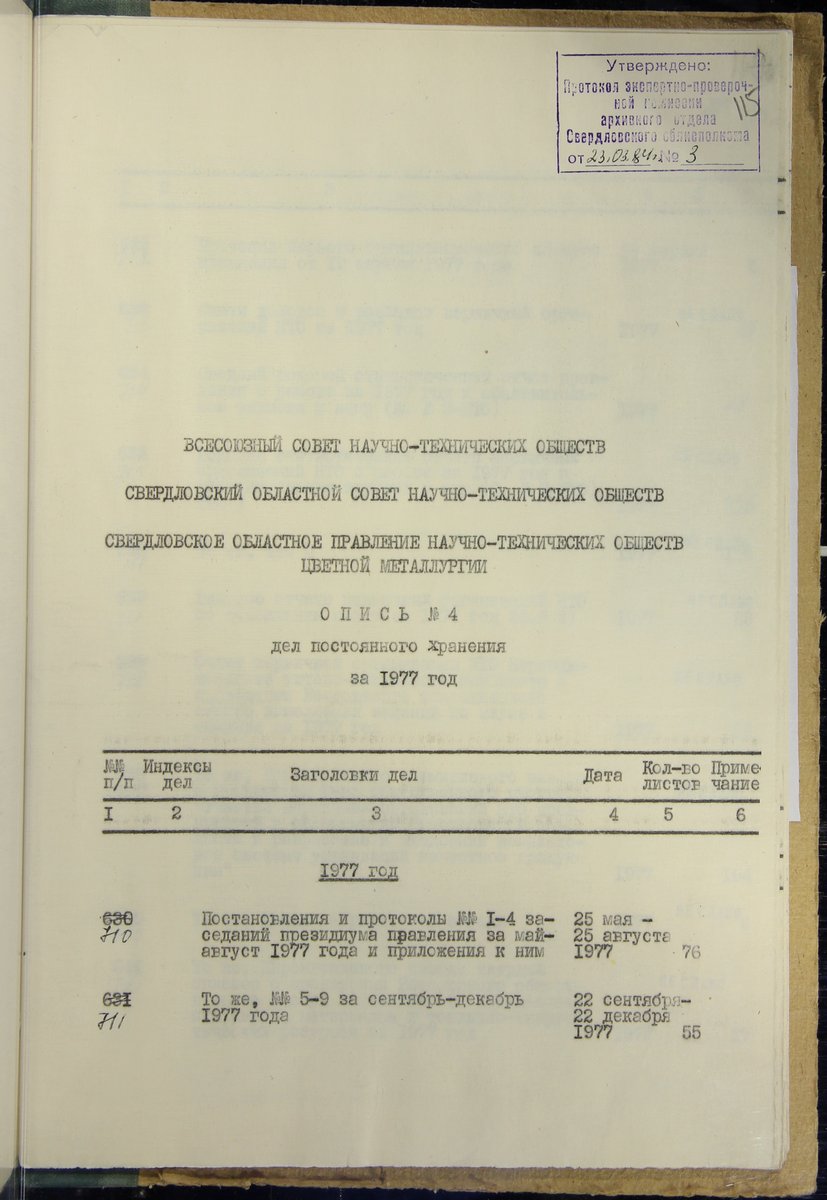 Утверждено:
Протокол экспертно-провероч-
ной комиссии
архивного отдела
Свердловского облисполкома
от 23.03.84г. № 3
115
ВСЕСОЮЗНЫЙ СОВЕТ НАУЧНО-ТЕХНИЧЕСКИХ ОБЩЕСТВ
СВЕРДЛОВСКИЙ ОБЛАСТНОЙ СОВЕТ НАУЧНО-ТЕХНИЧЕСКИХ ОБЩЕСТВ
СВЕРДЛОВСКОЕ ОБЛАСТНОЕ ПРАВЛЕНИЕ НАУЧНО-ТЕХНИЧЕСКИХ ОБЩЕСТВ
ЦВЕТНОЙ МЕТАЛЛУРГИИ
О П И С Ь № 4
дел постоянного хранения
за 1977 год
№№ Индексы Заголовки дел Дата Кол-во Приме-
п/п дел листов чание
I 2 3 4 5 6
1977 год
630 Постановления и протоколы №№ I-4 за- 25 мая -
710 седаний президиума правления за май- 25 августа
август 1977 года и приложения к ним 1977 76
631 То же, №№ 5-9 за сентябрь-декабрь 22 сентября-
711 1977 года 22 декабря
1977 55